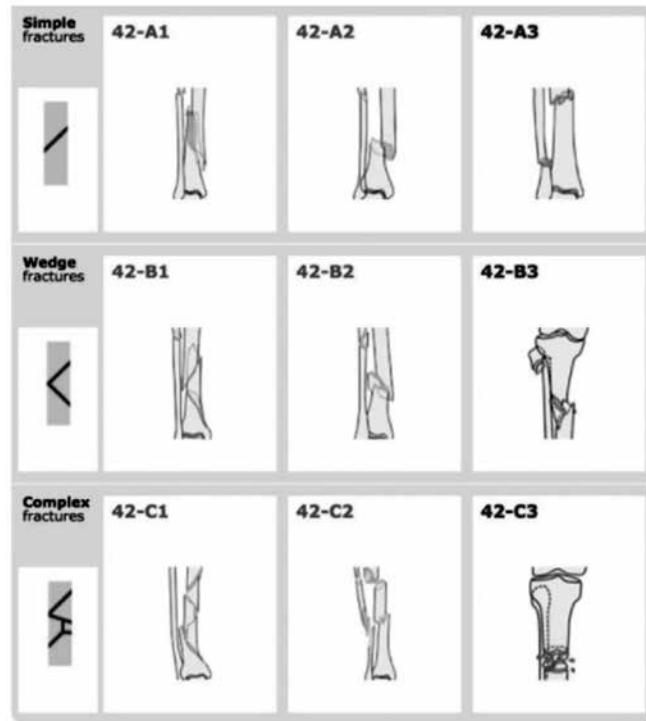 Simple
fractures
42-A1
42-A2
42-A3
Wedge
fractures
42-B1
42-B2
42-B3
Complex
fractures
42-C1
42-C2
42-C3